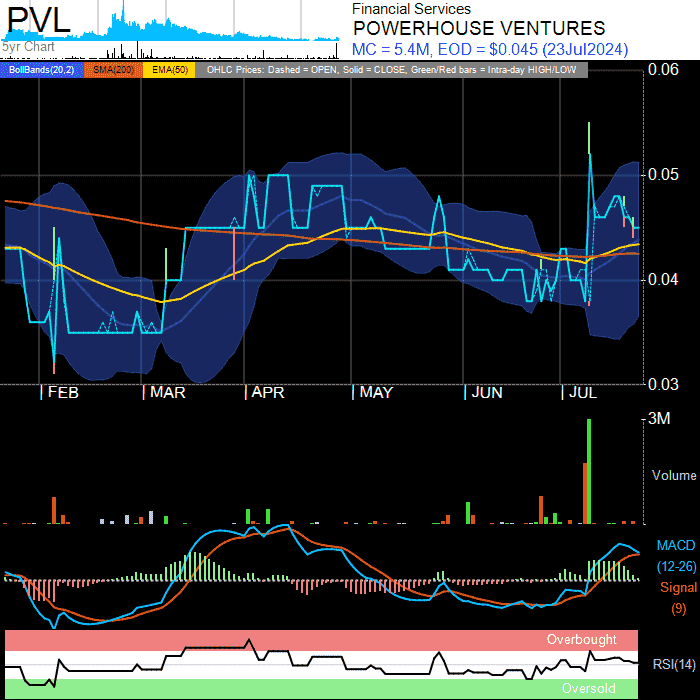 PVL
5yr Chart
Financial Services
POWERHOUSE VENTURES
MC = 5.4M, EOD = $0.045 (23Jul2024)
BollBands(20,2) SMA(200) EMA(50) OHLC Prices: Dashed = OPEN, Solid = CLOSE, Green/Red bars = Intra-day HIGH/LOW
0.06
0.05
0.04
0.03
FEB MAR APR MAY JUN JUL
3M
Volume
MACD
(12-26)
Signal
(9)
Overbought
RSI(14)
Oversold